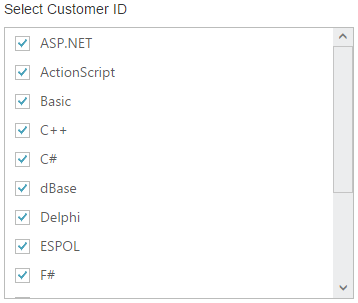 Select Customer ID
ASP.NET
ActionScript
Basic
C++
C#
dBase
Delphi
ESPOL
F#